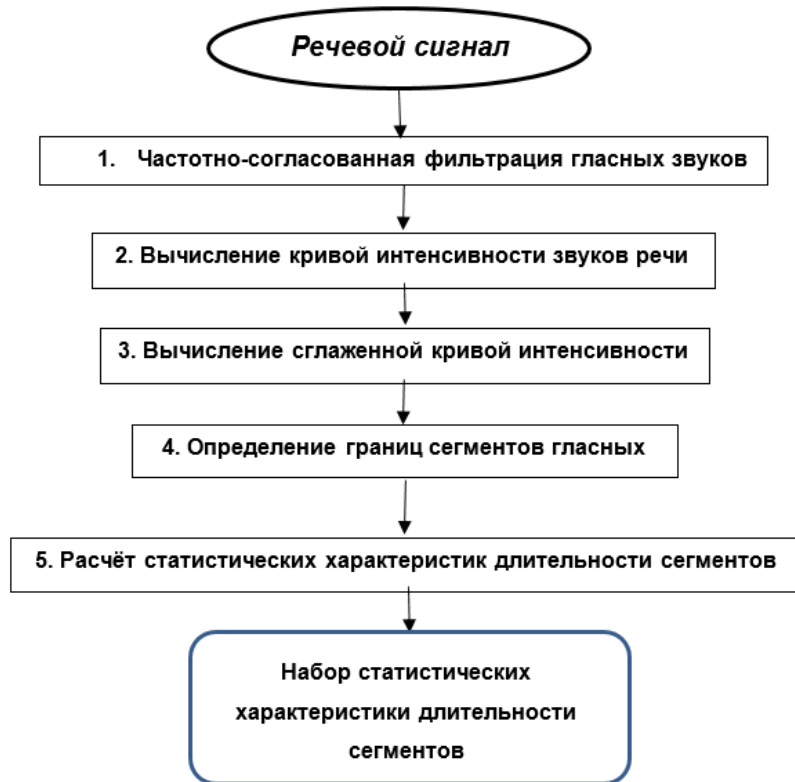 Речевой сигнал
1. Частотно-согласованная фильтрация гласных звуков
2. Вычисление кривой интенсивности звуков речи
3. Вычисление сглаженной кривой интенсивности
4. Определение границ сегментов гласных
5. Расчёт статистических характеристик длительности сегментов
Набор статистических
характеристики длительности
сегментов